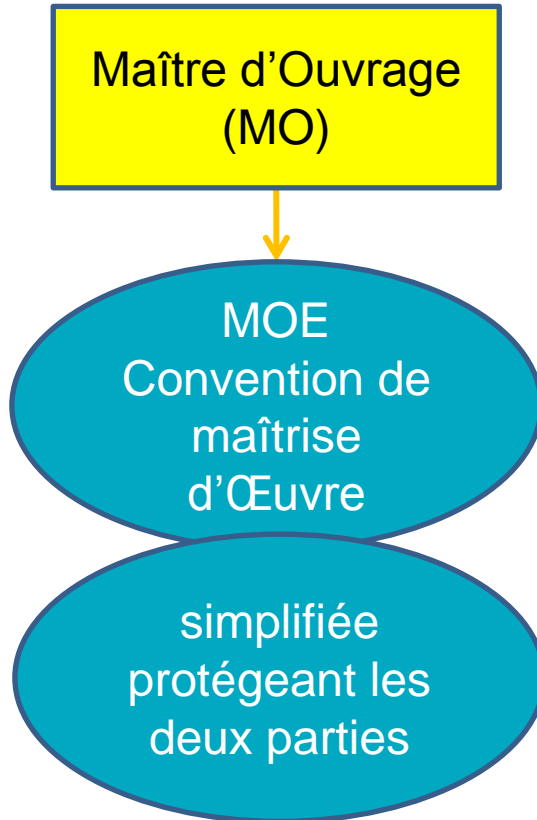 Maître d’Ouvrage
(MO)
MOE
Convention de
maîtrise
d’Œuvre
simplifiée
protégeant les
deux parties